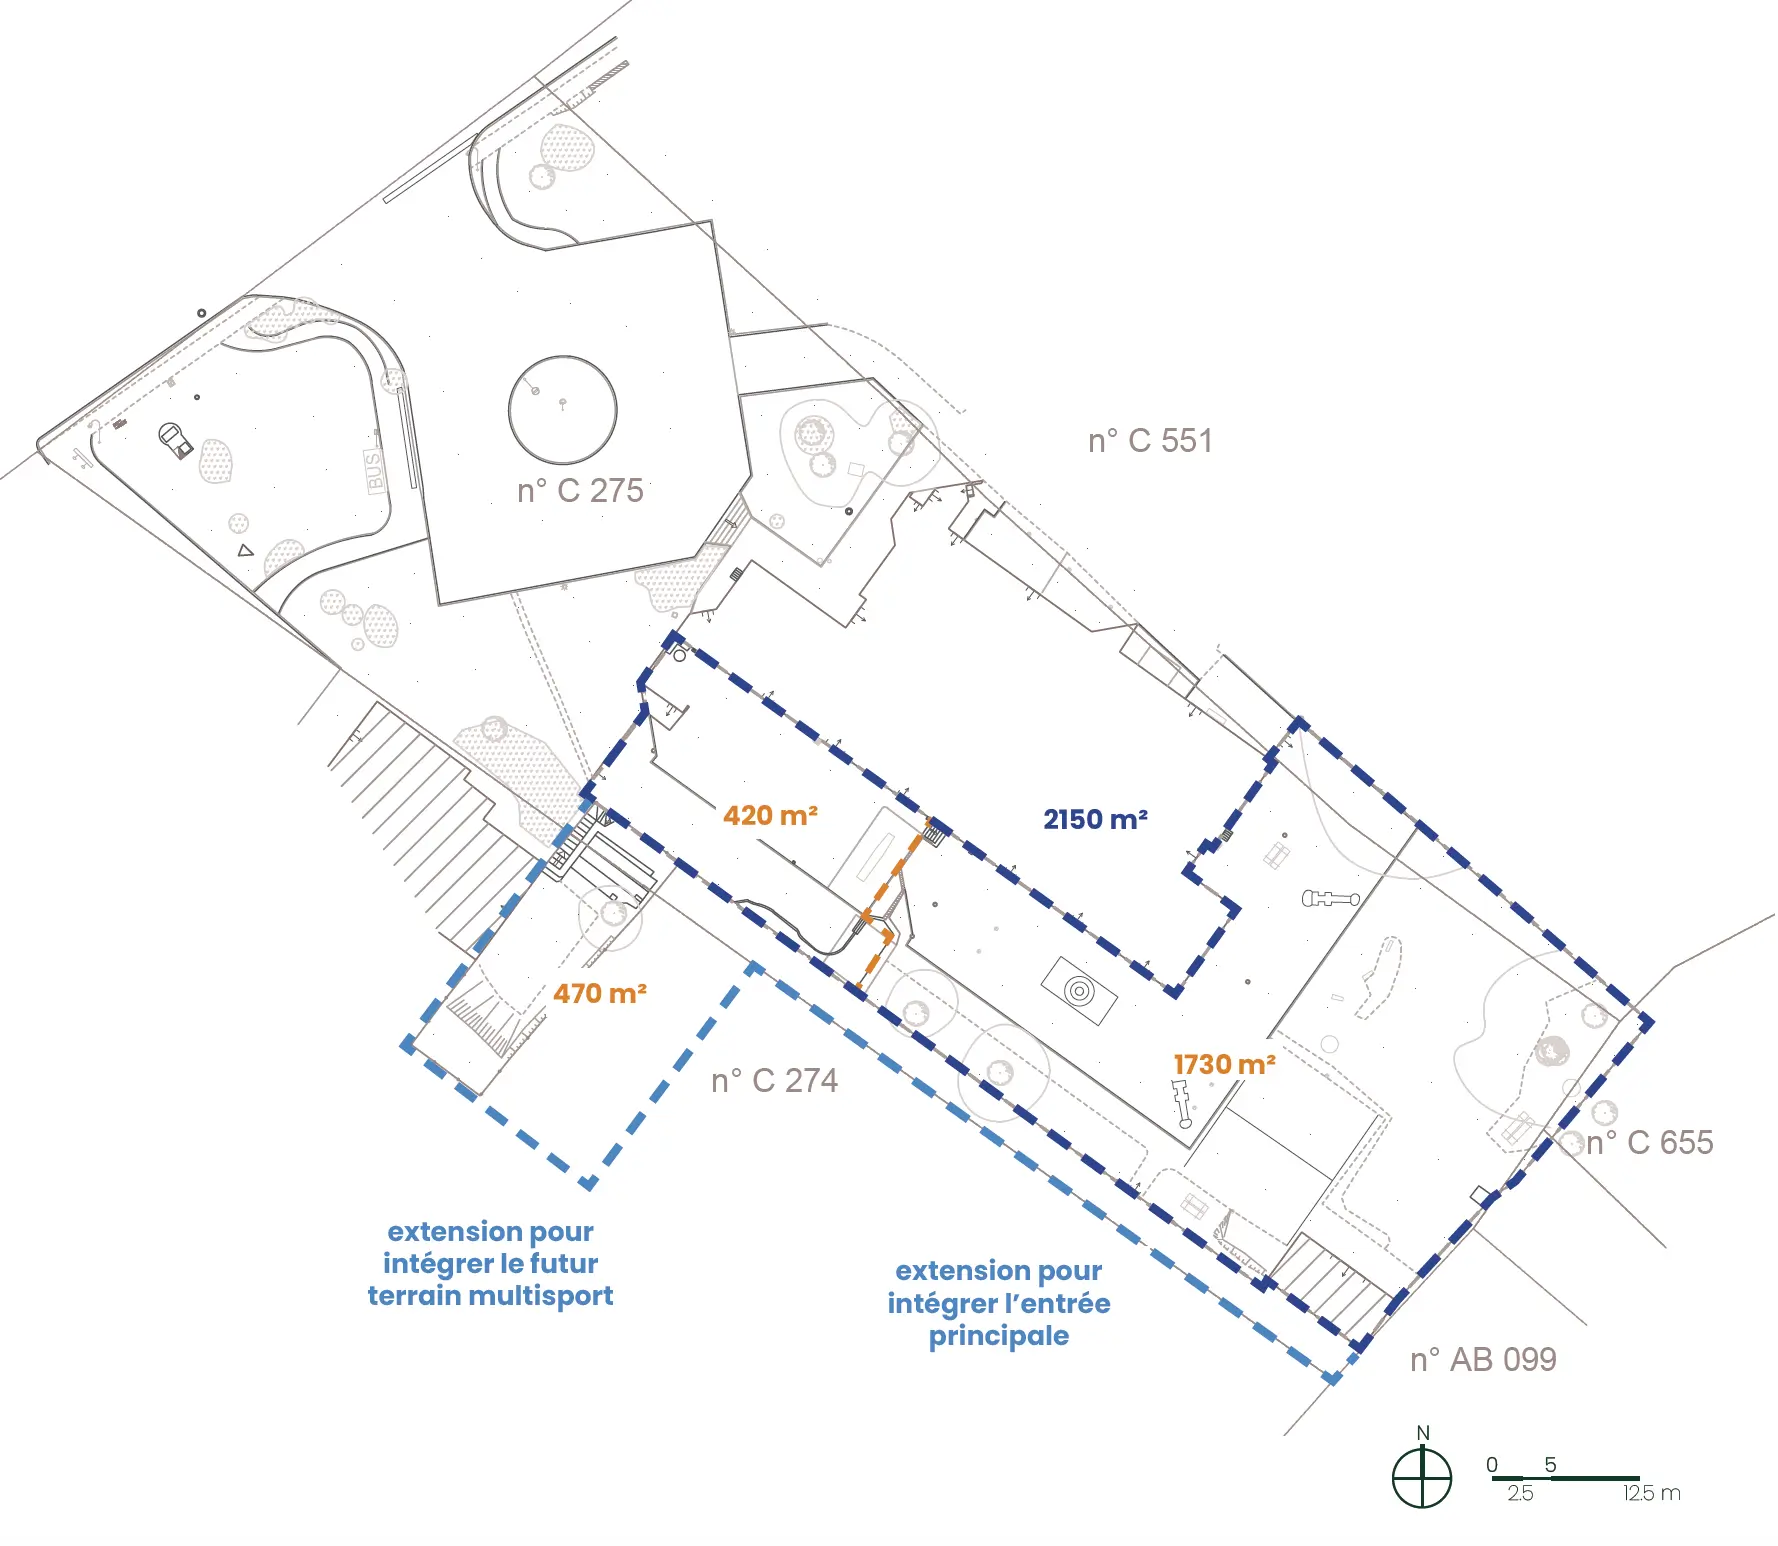 n° C 551
BUS
n° C 275
420 m²
2150 m²
470 m²
1730 m²
n° C 274
n° C 655
extension pour
intégrer le futur
terrain multisport
extension pour
intégrer l’entrée
principale
n° AB 099
N
0 5
2.5 12.5 m